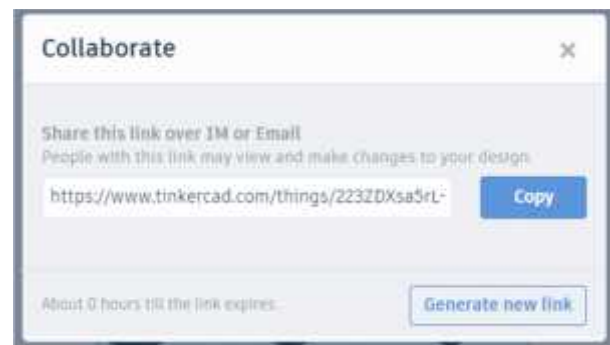 Collaborate
Share this link over IM or Email
People with this link may view and make changes to your design.
https://www.tinkercad.com/things/223ZDXsa5rL-
Copy
About 0 hours till the link expires.
Generate new link